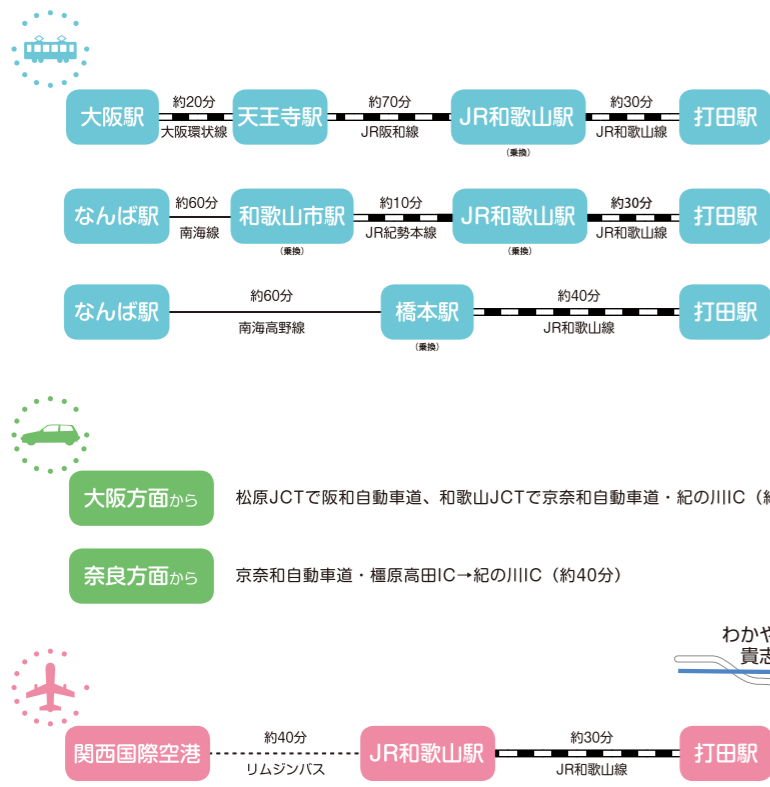 大阪駅 約20分 大阪環状線 天王寺駅 約70分 JR阪和線 JR和歌山駅 (乗換) 約30分 JR和歌山線 打田駅
なんば駅 約60分 南海線 和歌山市駅 (乗換) 約10分 JR紀勢本線 JR和歌山駅 (乗換) 約30分 JR和歌山線 打田駅
なんば駅 約60分 南海高野線 橋本駅 (乗換) 約40分 JR和歌山線 打田駅
大阪方面から 松原JCTで阪和自動車道、和歌山JCTで京奈和自動車道・紀の川IC(
奈良方面から 京奈和自動車道・橿原高田IC→紀の川IC(約40分)
わかや
貴志
関西国際空港 約40分 リムジンバス JR和歌山駅 約30分 JR和歌山線 打田駅